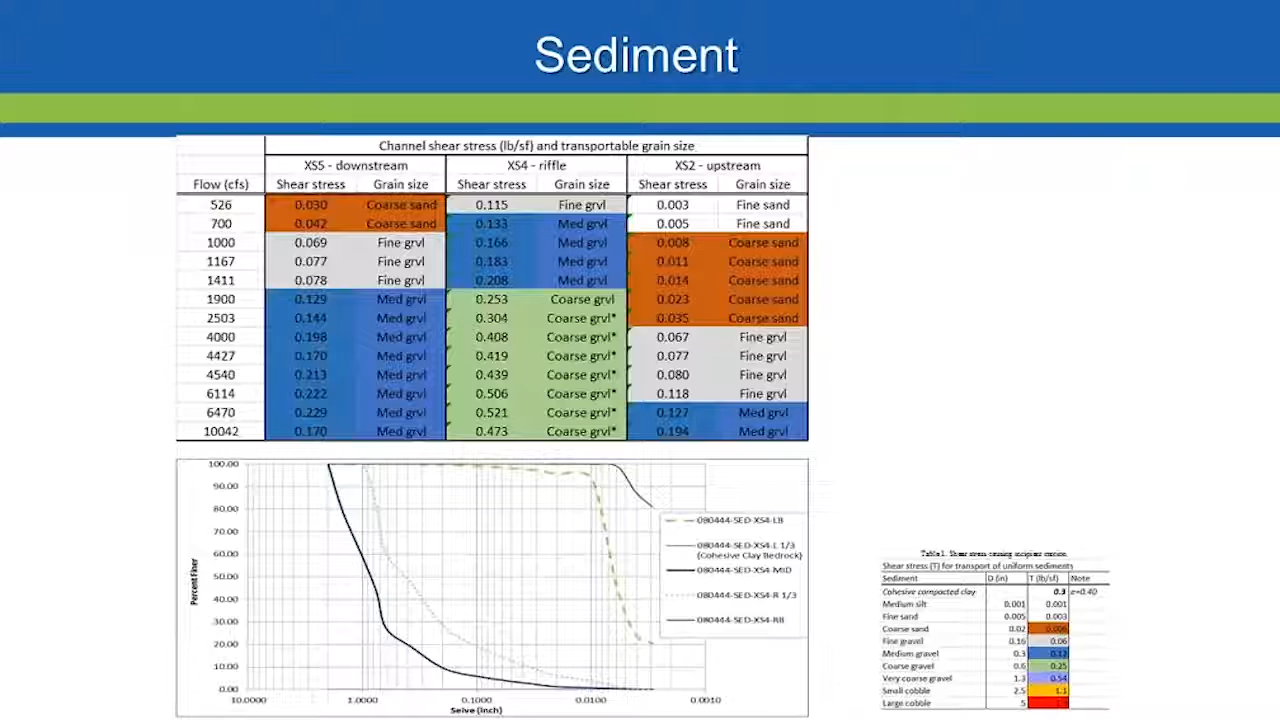 Sediment
Channel shear stress (lb/sf) and transportable grain size
XS5 - downstream XS4 - riffle XS2 - upstream
Flow (cfs) Shear stress Grain size Shear stress Grain size Shear stress Grain size
526 0.030 Coarse sand 0.115 Fine grvl 0.003 Fine sand
700 0.042 Coarse sand 0.133 Med grvl 0.005 Fine sand
1000 0.069 Fine grvl 0.166 Med grvl 0.008 Coarse sand
1167 0.077 Fine grvl 0.183 Med grvl 0.011 Coarse sand
1411 0.078 Fine grvl 0.208 Med grvl 0.014 Coarse sand
1900 0.129 Med grvl 0.253 Coarse grvl 0.023 Coarse sand
2503 0.144 Med grvl 0.304 Coarse grvl* 0.035 Coarse sand
4000 0.198 Med grvl 0.408 Coarse grvl* 0.067 Fine grvl
4427 0.170 Med grvl 0.419 Coarse grvl* 0.077 Fine grvl
4540 0.213 Med grvl 0.439 Coarse grvl* 0.080 Fine grvl
6114 0.222 Med grvl 0.506 Coarse grvl* 0.118 Fine grvl
6470 0.229 Med grvl 0.521 Coarse grvl* 0.127 Med grvl
10042 0.170 Med grvl 0.473 Coarse grvl* 0.194 Med grvl
100.00
90.00
80.00
70.00
60.00
50.00
40.00
30.00
20.00
10.00
0.00
Percent Finer
10.0000 1.0000 0.1000 0.0100 0.0010
Seive (Inch)
080444-SED-XS4-LB
080444-SED-XS4-L 1/3
(Cohesive Clay Bedrock)
080444-SED-XS4-MID
080444-SED-XS4-R 1/3
080444-SED-XS4-RB
Table 1. Shear stress causing incipient motion.
Shear stress (T) for transport of uniform sediments
Sediment D (in) T (lb/sf) Note
Cohesive compacted clay 0.3 e=0.40
Medium silt 0.001 0.001
Fine sand 0.005 0.003
Coarse sand 0.02
Fine gravel 0.16 0.06
Medium gravel 0.3 0.12
Coarse gravel 0.6 0.25
Very coarse gravel 1.3 0.54
Small cobble 2.5 1.1
Large cobble 5